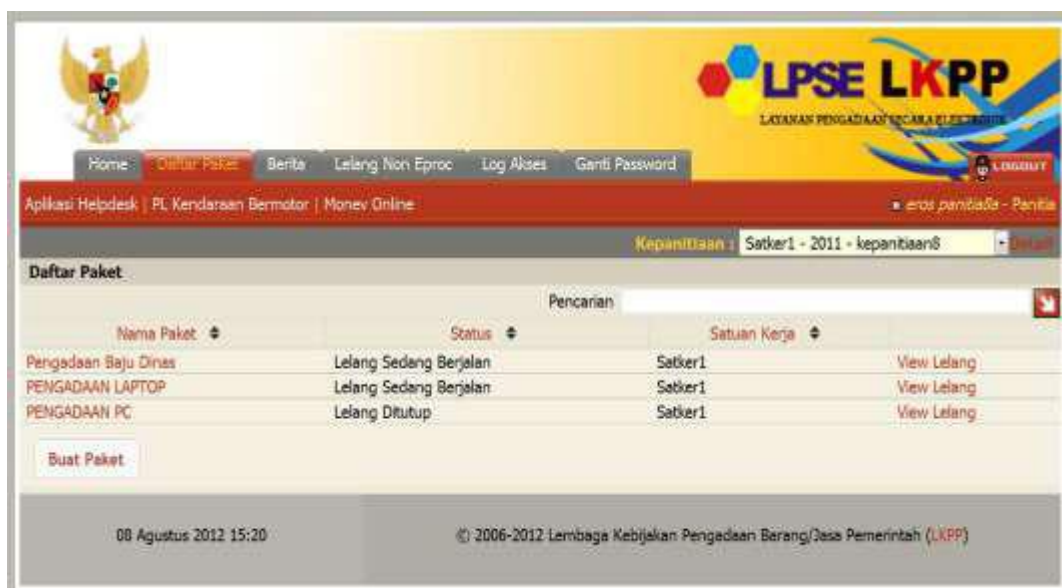 LPSE LKPP
LAYANAN PENGADAAN SECARA ELEKTRONIK
Home Daftar Paket Berita Lelang Non Eproc Log Akses Ganti Password LOGOUT
Aplikasi Helpdesk | PL Kendaraan Bermotor | Monev Online eros panitia8a - Panitia
Kepanitiaan : Satker1 - 2011 - kepanitiaan8 Detail
Daftar Paket
Pencarian
Nama Paket Status Satuan Kerja
Pengadaan Baju Dinas Lelang Sedang Berjalan Satker1 View Lelang
PENGADAAN LAPTOP Lelang Sedang Berjalan Satker1 View Lelang
PENGADAAN PC Lelang Ditutup Satker1 View Lelang
Buat Paket
08 Agustus 2012 15:20 © 2006-2012 Lembaga Kebijakan Pengadaan Barang/Jasa Pemerintah (LKPP)